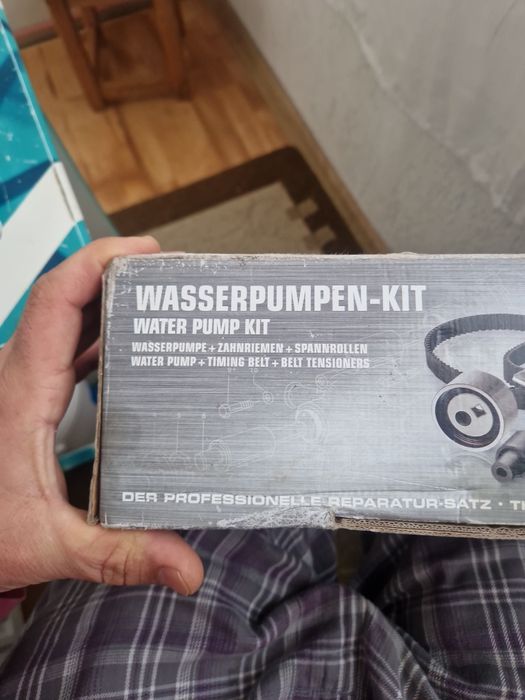 WASSERPUMPEN-KIT
WATER PUMP KIT
WASSERPUMPE + ZAHNRIEMEN + SPANNROLLEN
WATER PUMP + TIMING BELT + BELT TENSIONERS
DER PROFESSIONELLE REPARATUR-SATZ ·